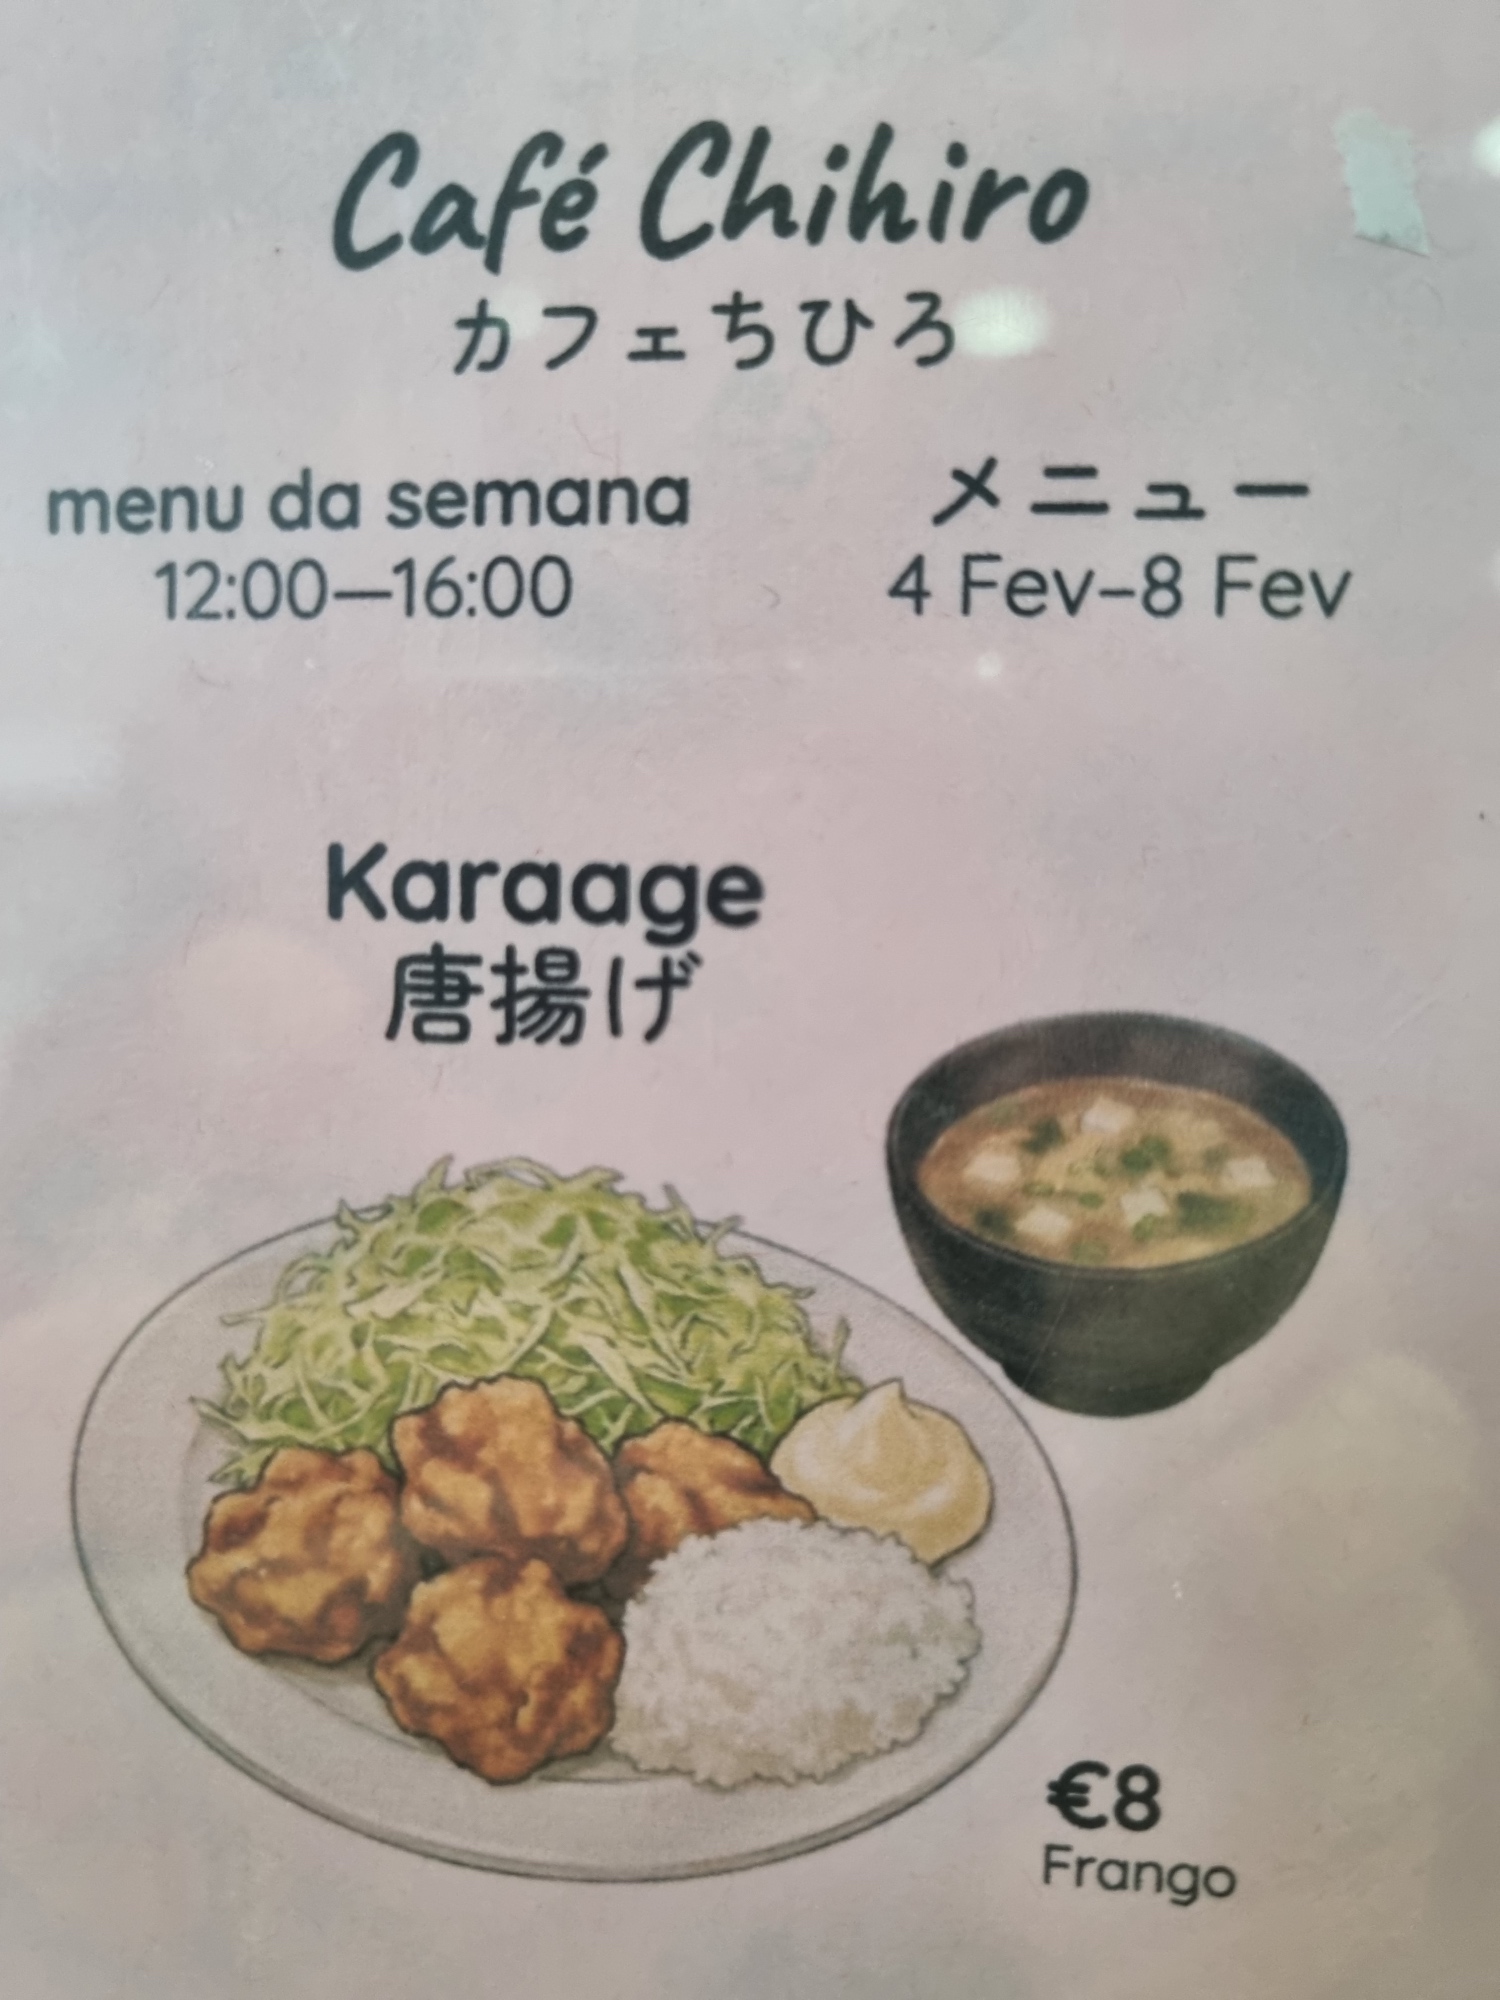 Café Chihiro
カフェちひろ
menu da semana
12:00—16:00
メニュー
4 Fev–8 Fev
Karaage
唐揚げ
€8
Frango